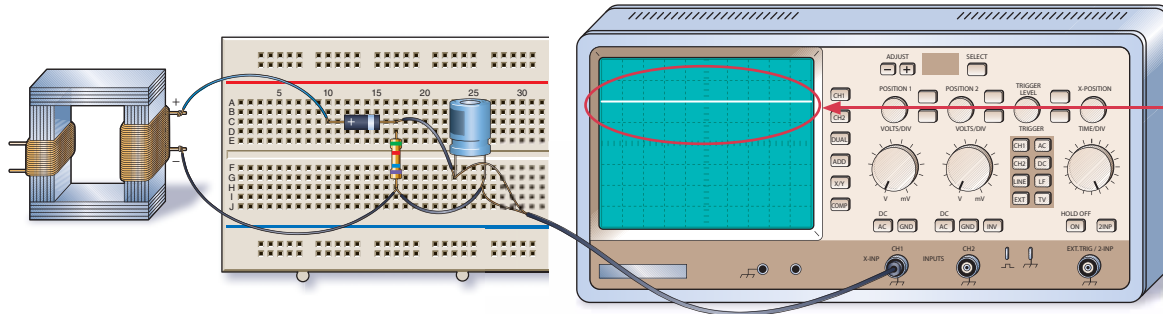 +
−
5 10 15 20 25 30
A
B
C
D
E
F
G
H
I
J
+
ADJUST
− +
SELECT
CH1
CH2
DUAL
ADD
X/Y
COMP
POSITION 1
POSITION 2
TRIGGER LEVEL
X-POSITION
VOLTS/DIV
VOLTS/DIV
TRIGGER
TIME/DIV
CH1 AC
CH2 DC
LINE LF
EXT TV
V mV
V mV
DC
AC GND
DC
AC GND INV
HOLD OFF
ON 2INP
X-INP
CH1
INPUTS
CH2
EXT.TRIG / 2-INP